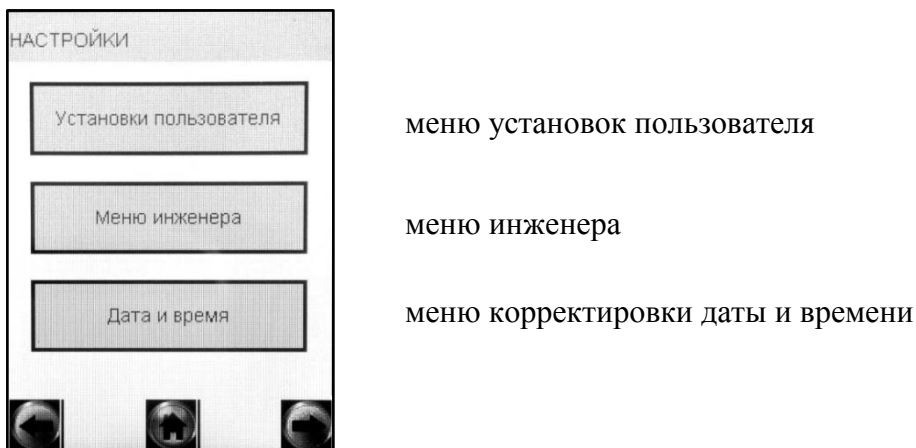 НАСТРОЙКИ
Установки пользователя
меню установок пользователя
Меню инженера
меню инженера
Дата и время
меню корректировки даты и времени